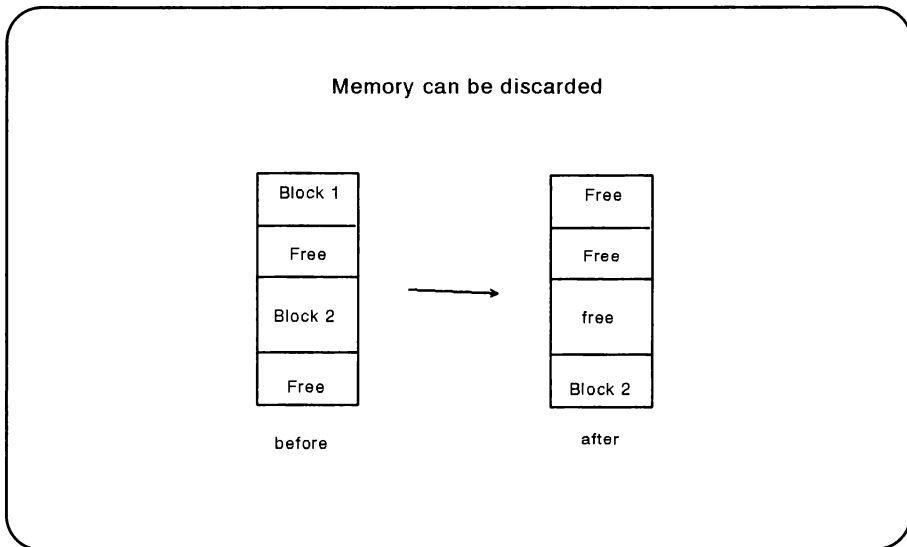 Memory can be discarded
Block 1
Free
Block 2
Free
before
Free
Free
free
Block 2
after